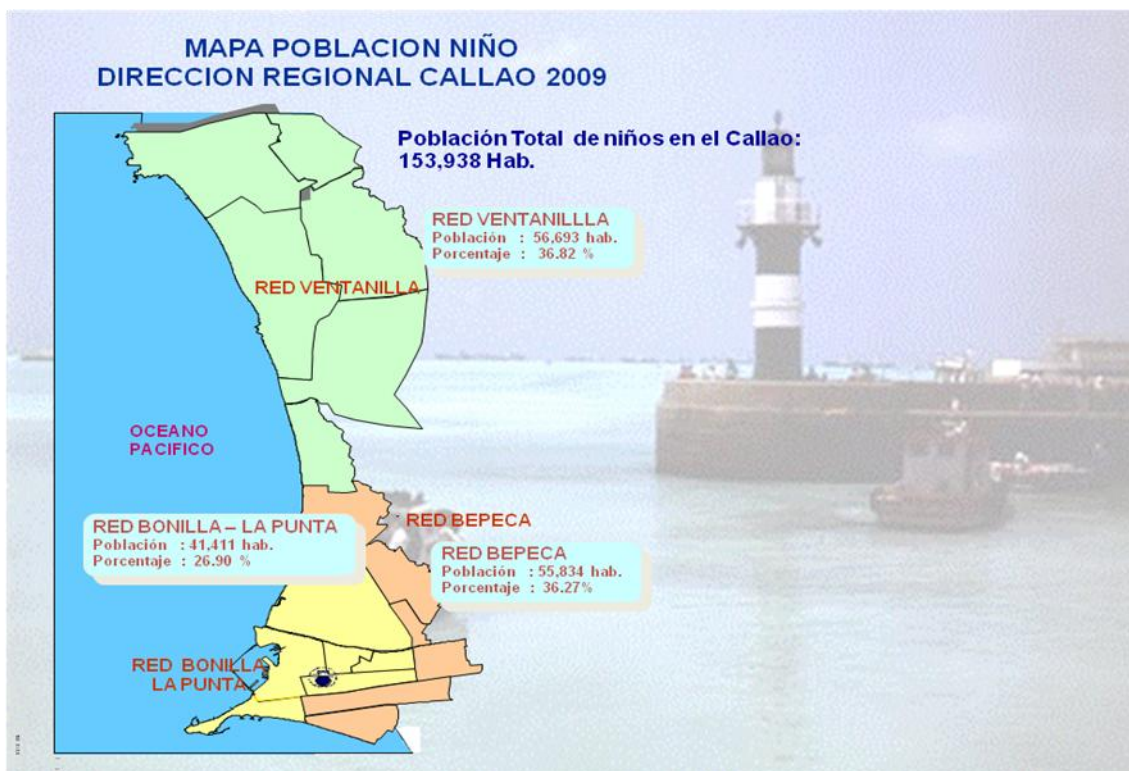 MAPA POBLACION NIÑO
DIRECCION REGIONAL CALLAO 2009
Población Total de niños en el Callao:
153,938 Hab.
RED VENTANILLLA
Población : 56,693 hab.
Porcentaje : 36.82 %
RED VENTANILLA
OCEANO
PACIFICO
RED BONILLA – LA PUNTA
Población : 41,411 hab.
Porcentaje : 26.90 %
RED BEPECA
RED BEPECA
Población : 55,834 hab.
Porcentaje : 36.27%
RED BONILLA
LA PUNTA